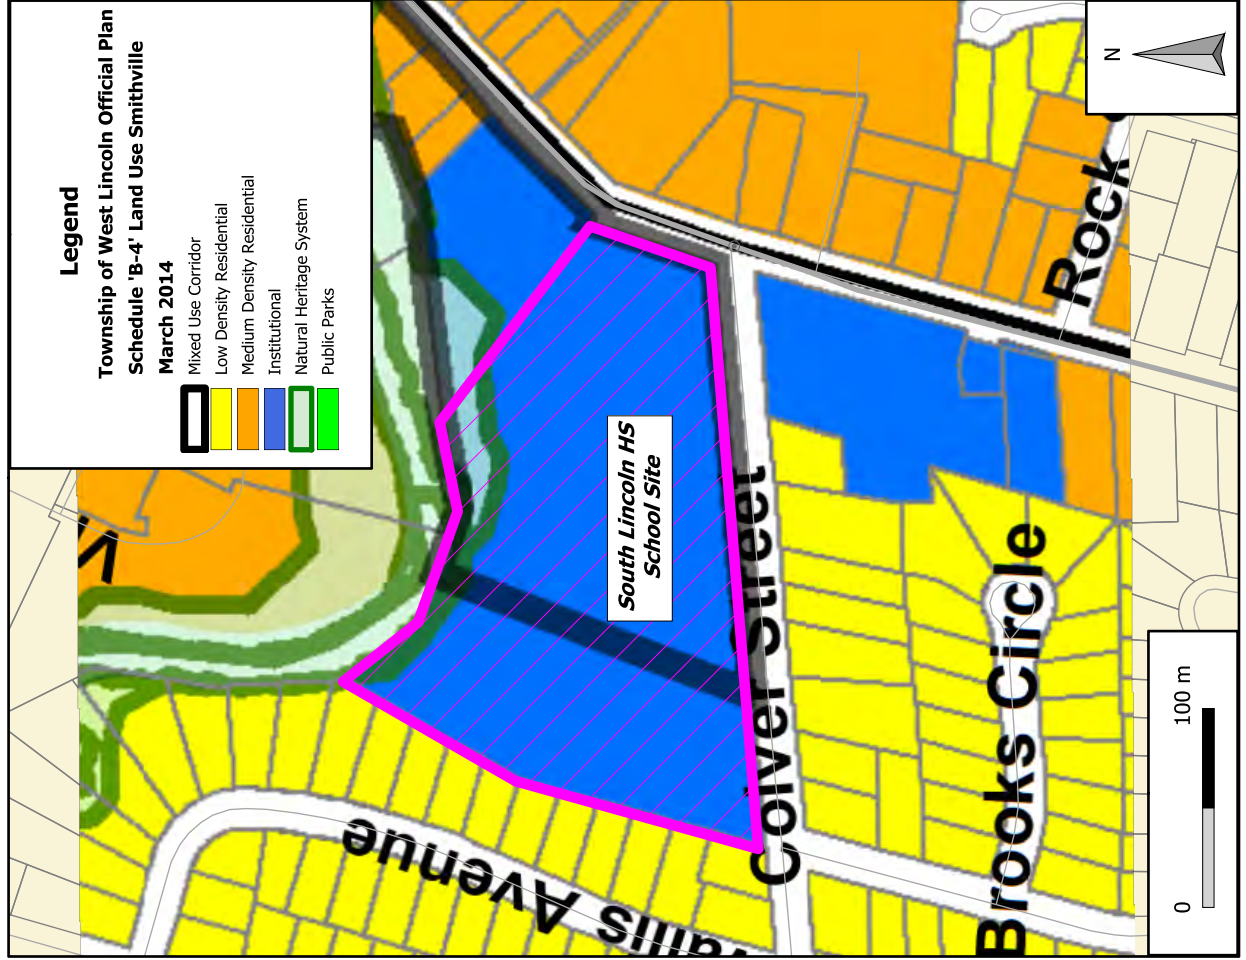 Legend
Township of West Lincoln Official Plan
Schedule 'B-4' Land Use Smithville
March 2014
Mixed Use Corridor
Low Density Residential
Medium Density Residential
Institutional
Natural Heritage System
Public Parks
N
South Lincoln HS
School Site
Colver Street
Brooks Circle
Avenue
Rock
0
100 m